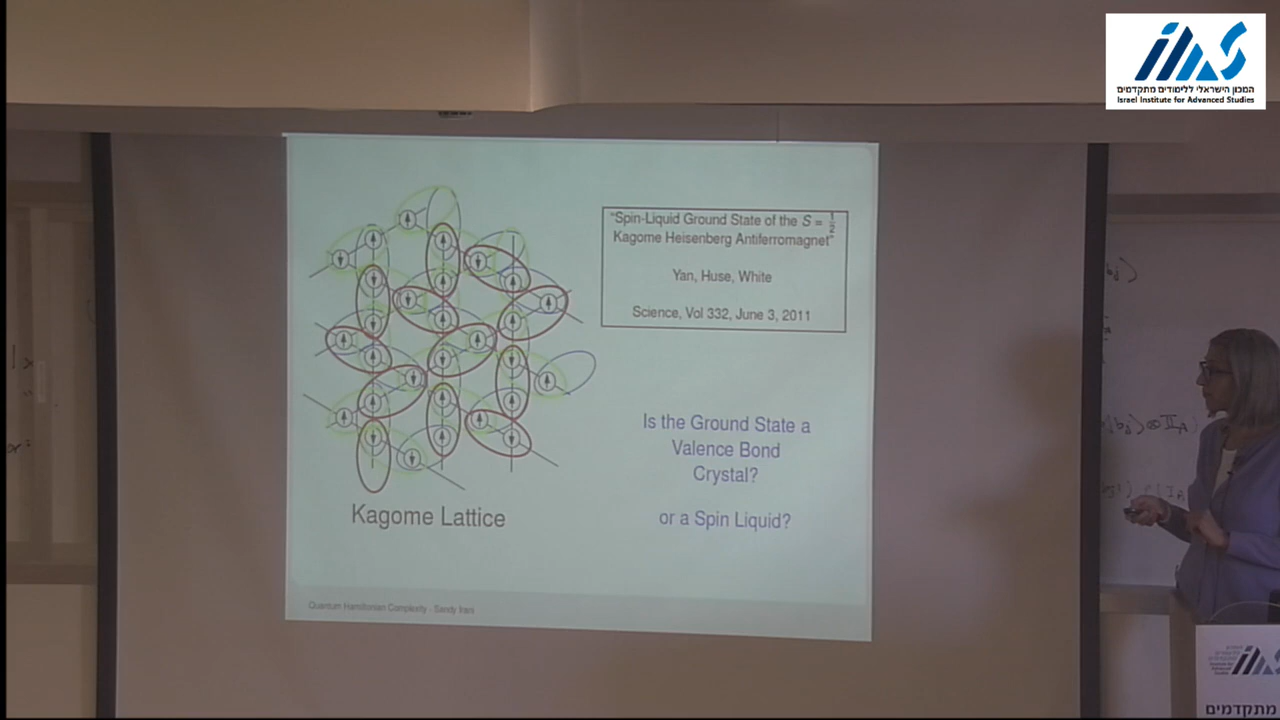 המכון הישראלי ללימודים מתקדמים
Israel Institute for Advanced Studies
"Spin-Liquid Ground State of the S = 1/2
Kagome Heisenberg Antiferromagnet"
Yan, Huse, White
Science, Vol 332, June 3, 2011
Is the Ground State a
Valence Bond
Crystal?
or a Spin Liquid?
Kagome Lattice
Quantum Hamiltonian Complexity - Sandy Irani
מתקדמים